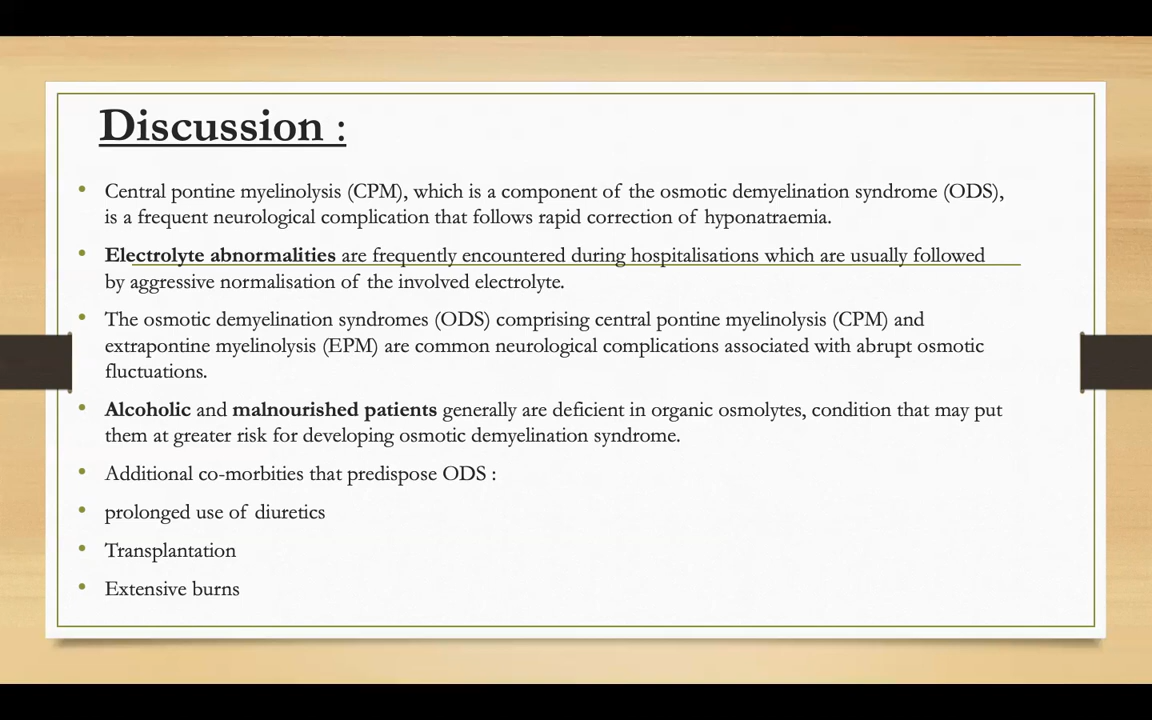 Discussion :
• Central pontine myelinolysis (CPM), which is a component of the osmotic demyelination syndrome (ODS),
is a frequent neurological complication that follows rapid correction of hyponatraemia.
• Electrolyte abnormalities are frequently encountered during hospitalisations which are usually followed
by aggressive normalisation of the involved electrolyte.
• The osmotic demyelination syndromes (ODS) comprising central pontine myelinolysis (CPM) and
extrapontine myelinolysis (EPM) are common neurological complications associated with abrupt osmotic
fluctuations.
• Alcoholic and malnourished patients generally are deficient in organic osmolytes, condition that may put
them at greater risk for developing osmotic demyelination syndrome.
• Additional co-morbities that predispose ODS :
• prolonged use of diuretics
• Transplantation
• Extensive burns